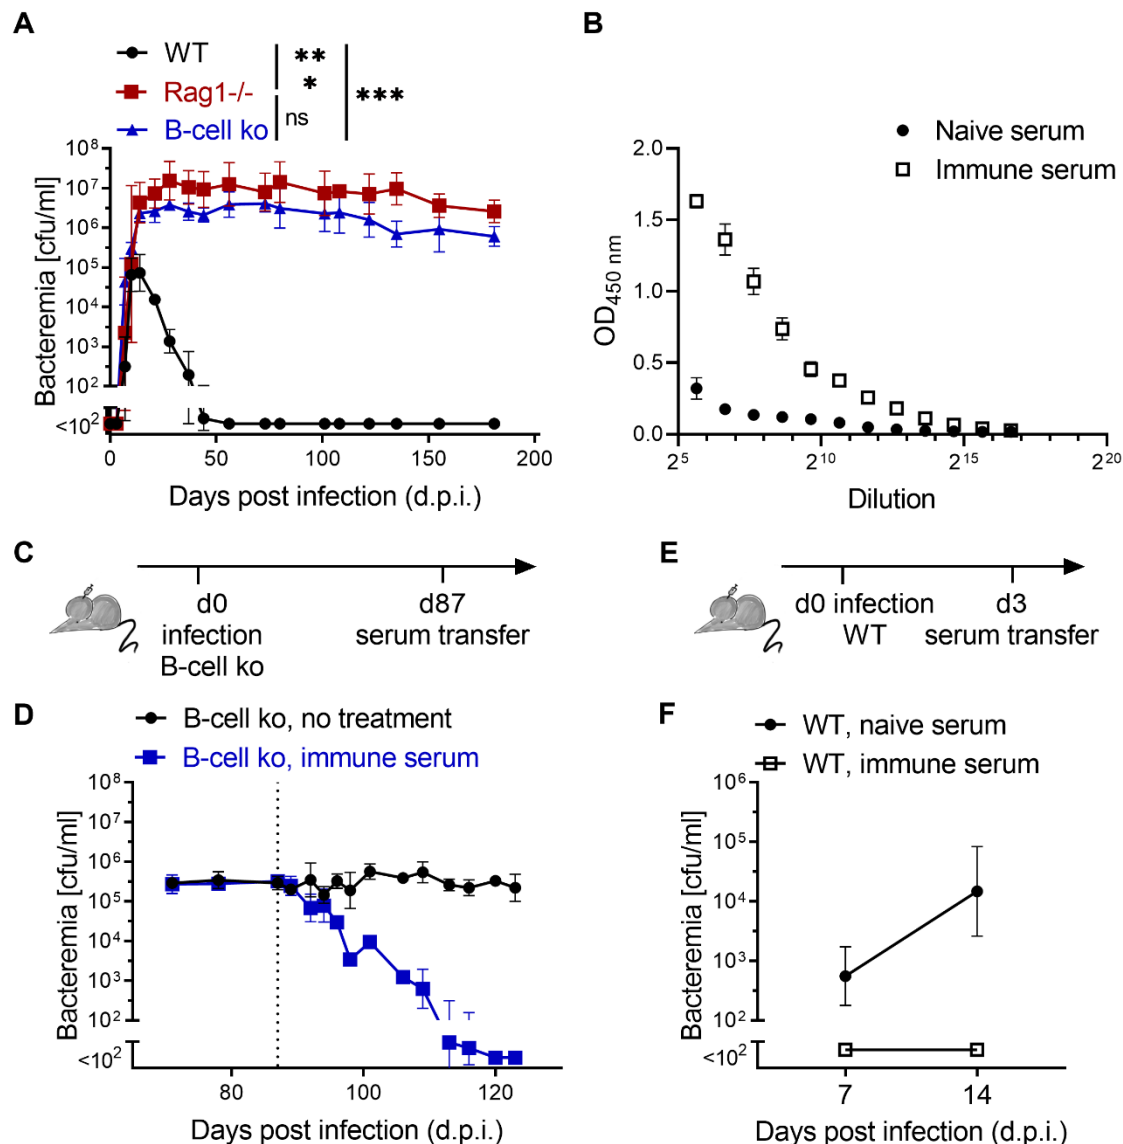 A
WT
Rag1-/-
B-cell ko
**
*
ns
***
Bacteremia [cfu/ml]
10⁸
10⁷
10⁶
10⁵
10⁴
10³
10²
<10²
0
50
100
150
200
Days post infection (d.p.i.)
B
Naive serum
Immune serum
OD450 nm
2.0
1.5
1.0
0.5
0.0
2⁵
2¹⁰
2¹⁵
2²⁰
Dilution
C
d0
infection
B-cell ko
d87
serum transfer
E
d0 infection
WT
d3
serum transfer
D
B-cell ko, no treatment
B-cell ko, immune serum
Bacteremia [cfu/ml]
10⁸
10⁷
10⁶
10⁵
10⁴
10³
10²
<10²
80
100
120
Days post infection (d.p.i.)
F
WT, naive serum
WT, immune serum
Bacteremia [cfu/ml]
10⁶
10⁵
10⁴
10³
10²
<10²
7
14
Days post infection (d.p.i.)